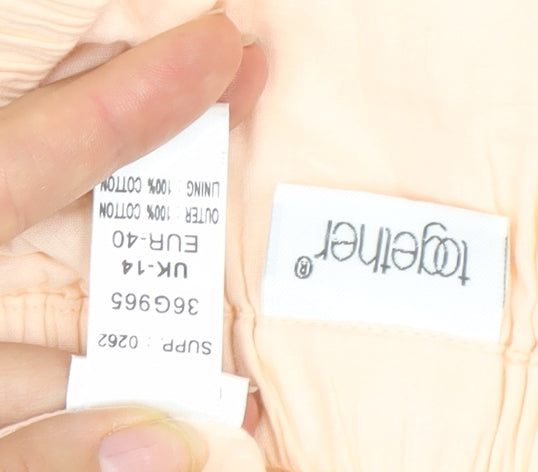 SUPP. : 0262
36G965
UK-14
EUR-40
OUTER : 100% COTTON
LINING : 100% COTTON
together®